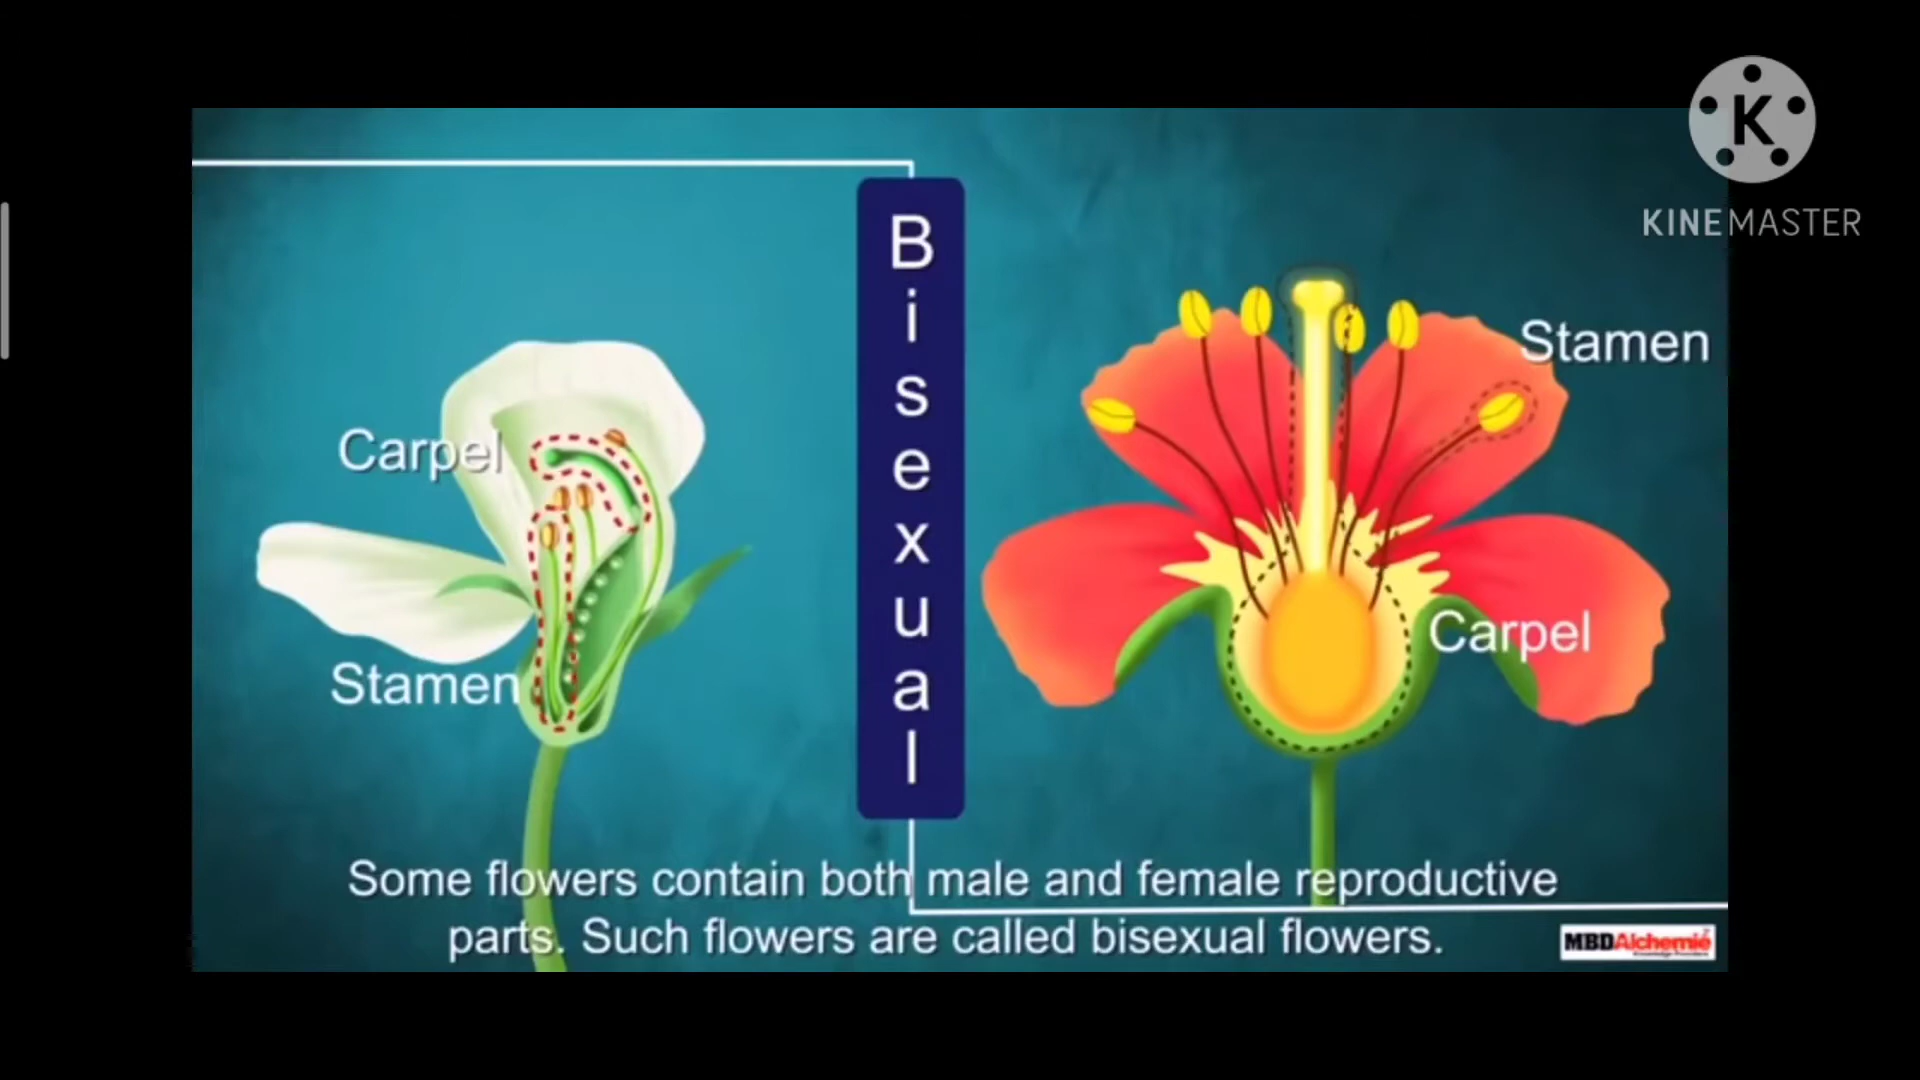 K
KINEMASTER
Bisexual
Carpel
Stamen
Stamen
Carpel
Some flowers contain both male and female reproductive
parts. Such flowers are called bisexual flowers.
MBDAlchemie